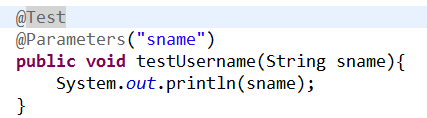 @Test
@Parameters("sname")
public void testUsername(String sname){
    System.out.println(sname);
}